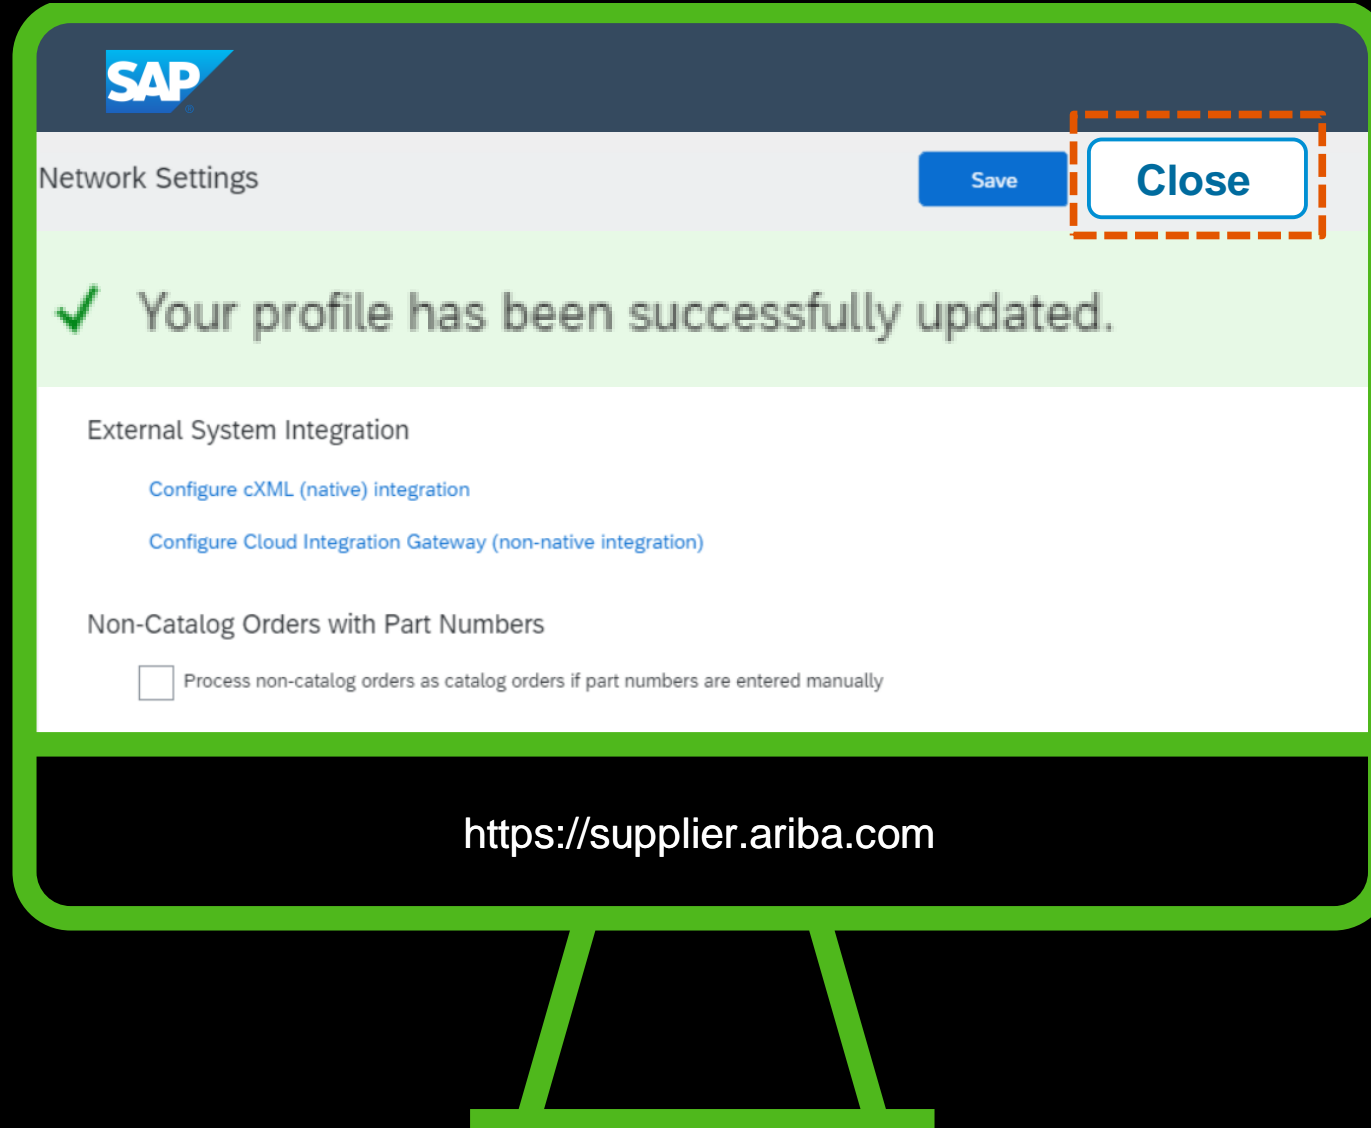 SAP
®
Network Settings
Save
Close
Your profile has been successfully updated.
External System Integration
Configure cXML (native) integration
Configure Cloud Integration Gateway (non-native integration)
Non-Catalog Orders with Part Numbers
Process non-catalog orders as catalog orders if part numbers are entered manually
https://supplier.ariba.com